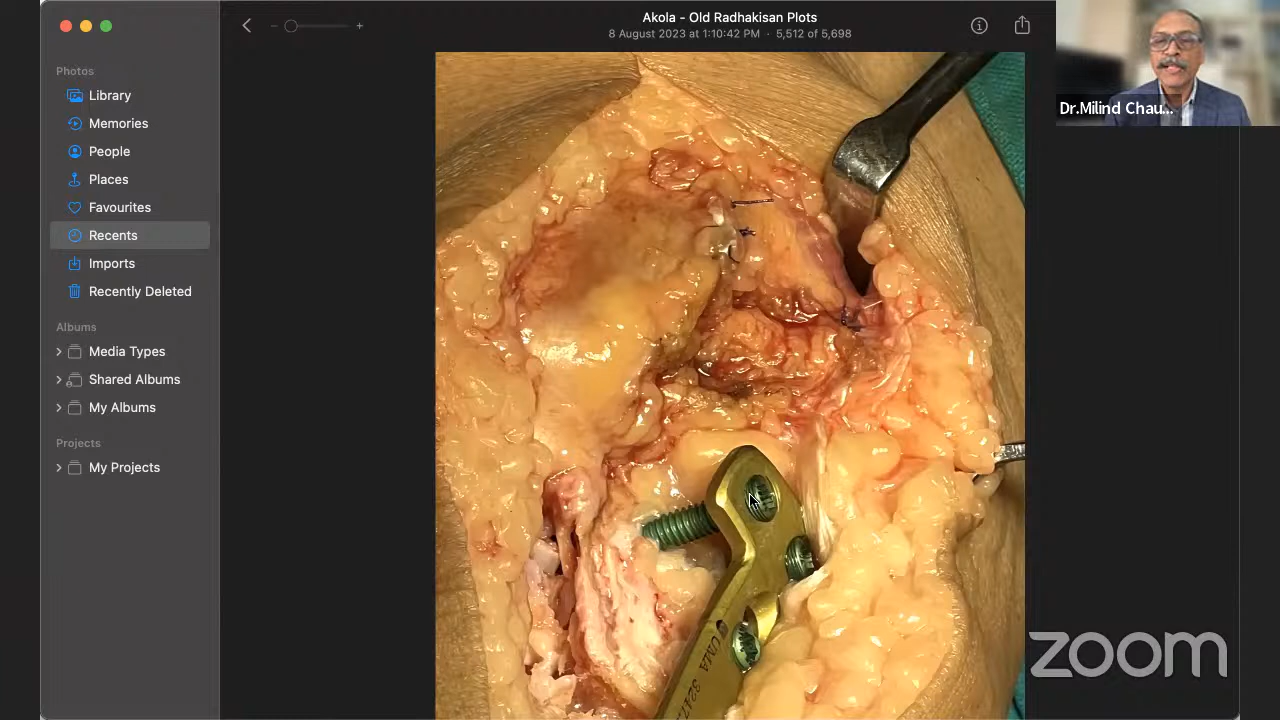 Akola - Old Radhakisan Plots
8 August 2023 at 1:10:42 PM · 5,512 of 5,698
Photos
Library
Memories
People
Places
Favourites
Recents
Imports
Recently Deleted
Albums
Media Types
Shared Albums
My Albums
Projects
My Projects
Dr.Milind Chau...
UMA 3247
zoom